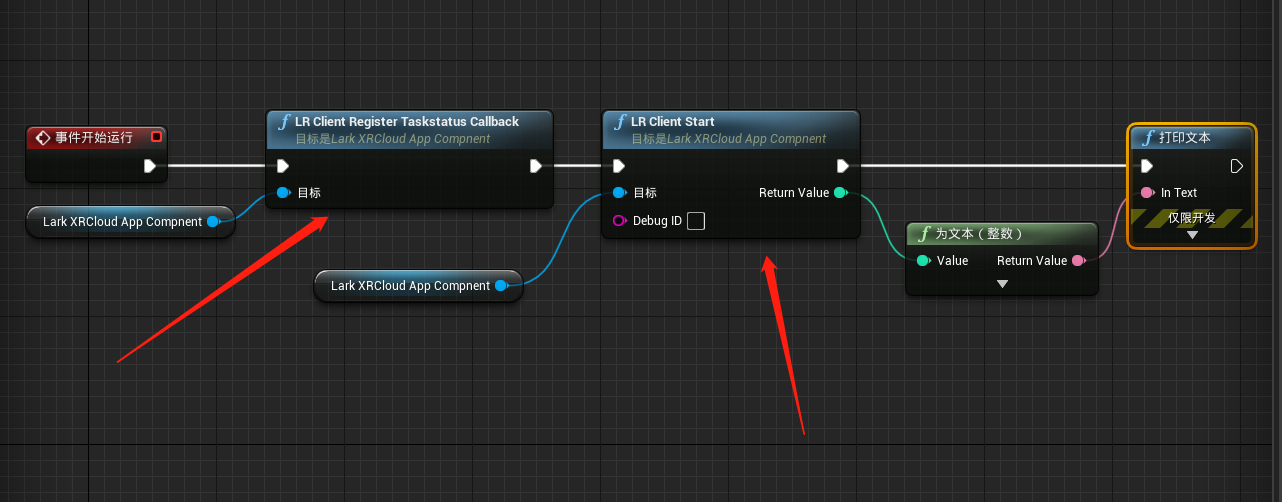 事件开始运行
Lark XRCloud App Compnent
LR Client Register Taskstatus Callback
目标是Lark XRCloud App Compnent
目标
Lark XRCloud App Compnent
LR Client Start
目标是Lark XRCloud App Compnent
目标
Return Value
Debug ID
为文本（整数）
Value
Return Value
打印文本
In Text
仅限开发